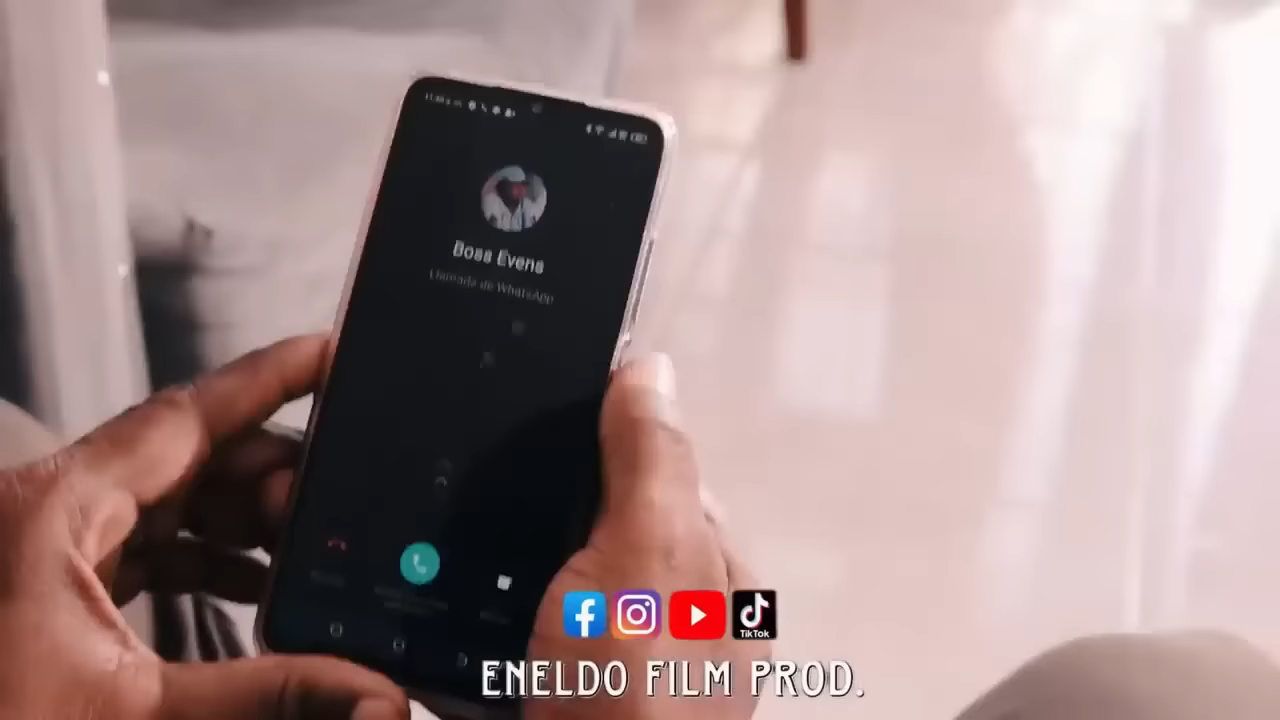 Boss Evens
Llamada de WhatsApp
TikTok
ENELDO FILM PROD.